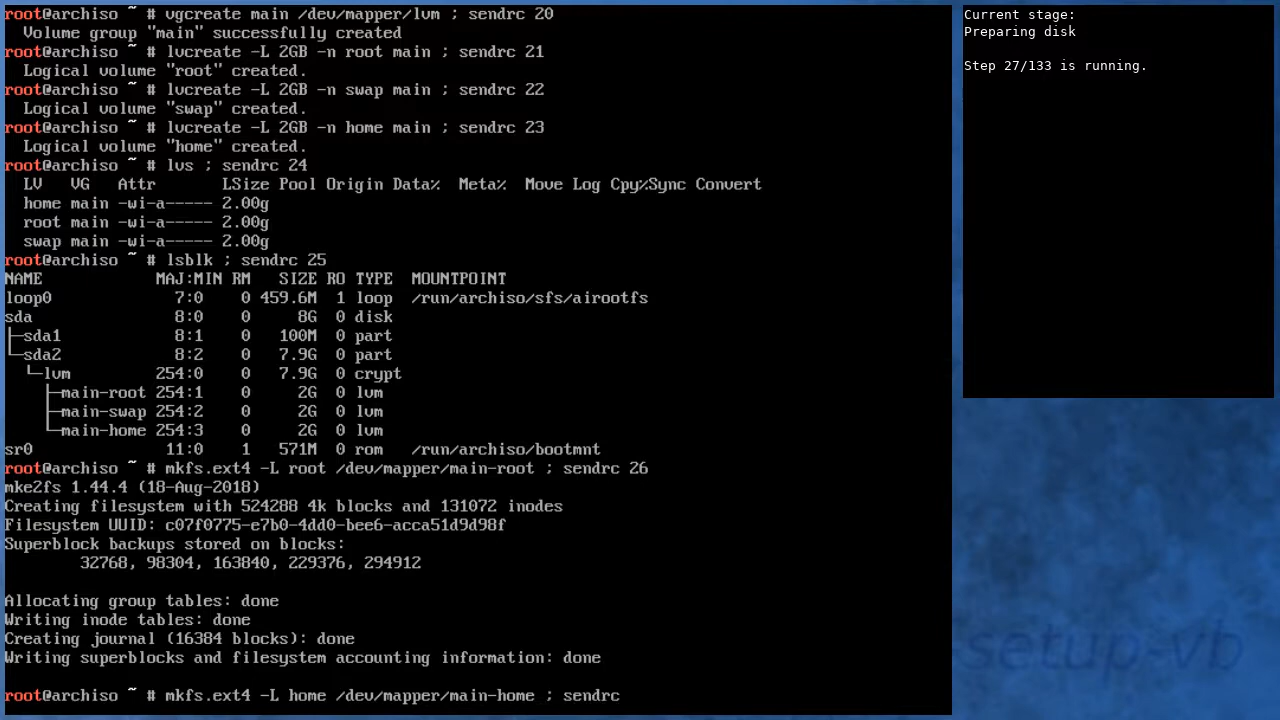 root@archiso ~ # vgcreate main /dev/mapper/lvm ; sendrc 20
  Volume group "main" successfully created
root@archiso ~ # lvcreate -L 2GB -n root main ; sendrc 21
  Logical volume "root" created.
root@archiso ~ # lvcreate -L 2GB -n swap main ; sendrc 22
  Logical volume "swap" created.
root@archiso ~ # lvcreate -L 2GB -n home main ; sendrc 23
  Logical volume "home" created.
root@archiso ~ # lvs ; sendrc 24
  LV   VG   Attr       LSize Pool Origin Data%  Meta%  Move Log Cpy%Sync Convert
  home main -wi-a----- 2.00g
  root main -wi-a----- 2.00g
  swap main -wi-a----- 2.00g
root@archiso ~ # lsblk ; sendrc 25
NAME            MAJ:MIN RM   SIZE RO TYPE  MOUNTPOINT
loop0             7:0    0 459.6M  1 loop  /run/archiso/sfs/airootfs
sda               8:0    0     8G  0 disk
├─sda1            8:1    0   100M  0 part
└─sda2            8:2    0   7.9G  0 part
  └─lvm         254:0    0   7.9G  0 crypt
    ├─main-root 254:1    0     2G  0 lvm
    ├─main-swap 254:2    0     2G  0 lvm
    └─main-home 254:3    0     2G  0 lvm
sr0              11:0    1   571M  0 rom   /run/archiso/bootmnt
root@archiso ~ # mkfs.ext4 -L root /dev/mapper/main-root ; sendrc 26
mke2fs 1.44.4 (18-Aug-2018)
Creating filesystem with 524288 4k blocks and 131072 inodes
Filesystem UUID: c07f0775-e7b0-4dd0-bee6-acca51d9d98f
Superblock backups stored on blocks:
        32768, 98304, 163840, 229376, 294912

Allocating group tables: done
Writing inode tables: done
Creating journal (16384 blocks): done
Writing superblocks and filesystem accounting information: done

root@archiso ~ # mkfs.ext4 -L home /dev/mapper/main-home ; sendrc
Current stage:
Preparing disk

Step 27/133 is running.
setup-vb